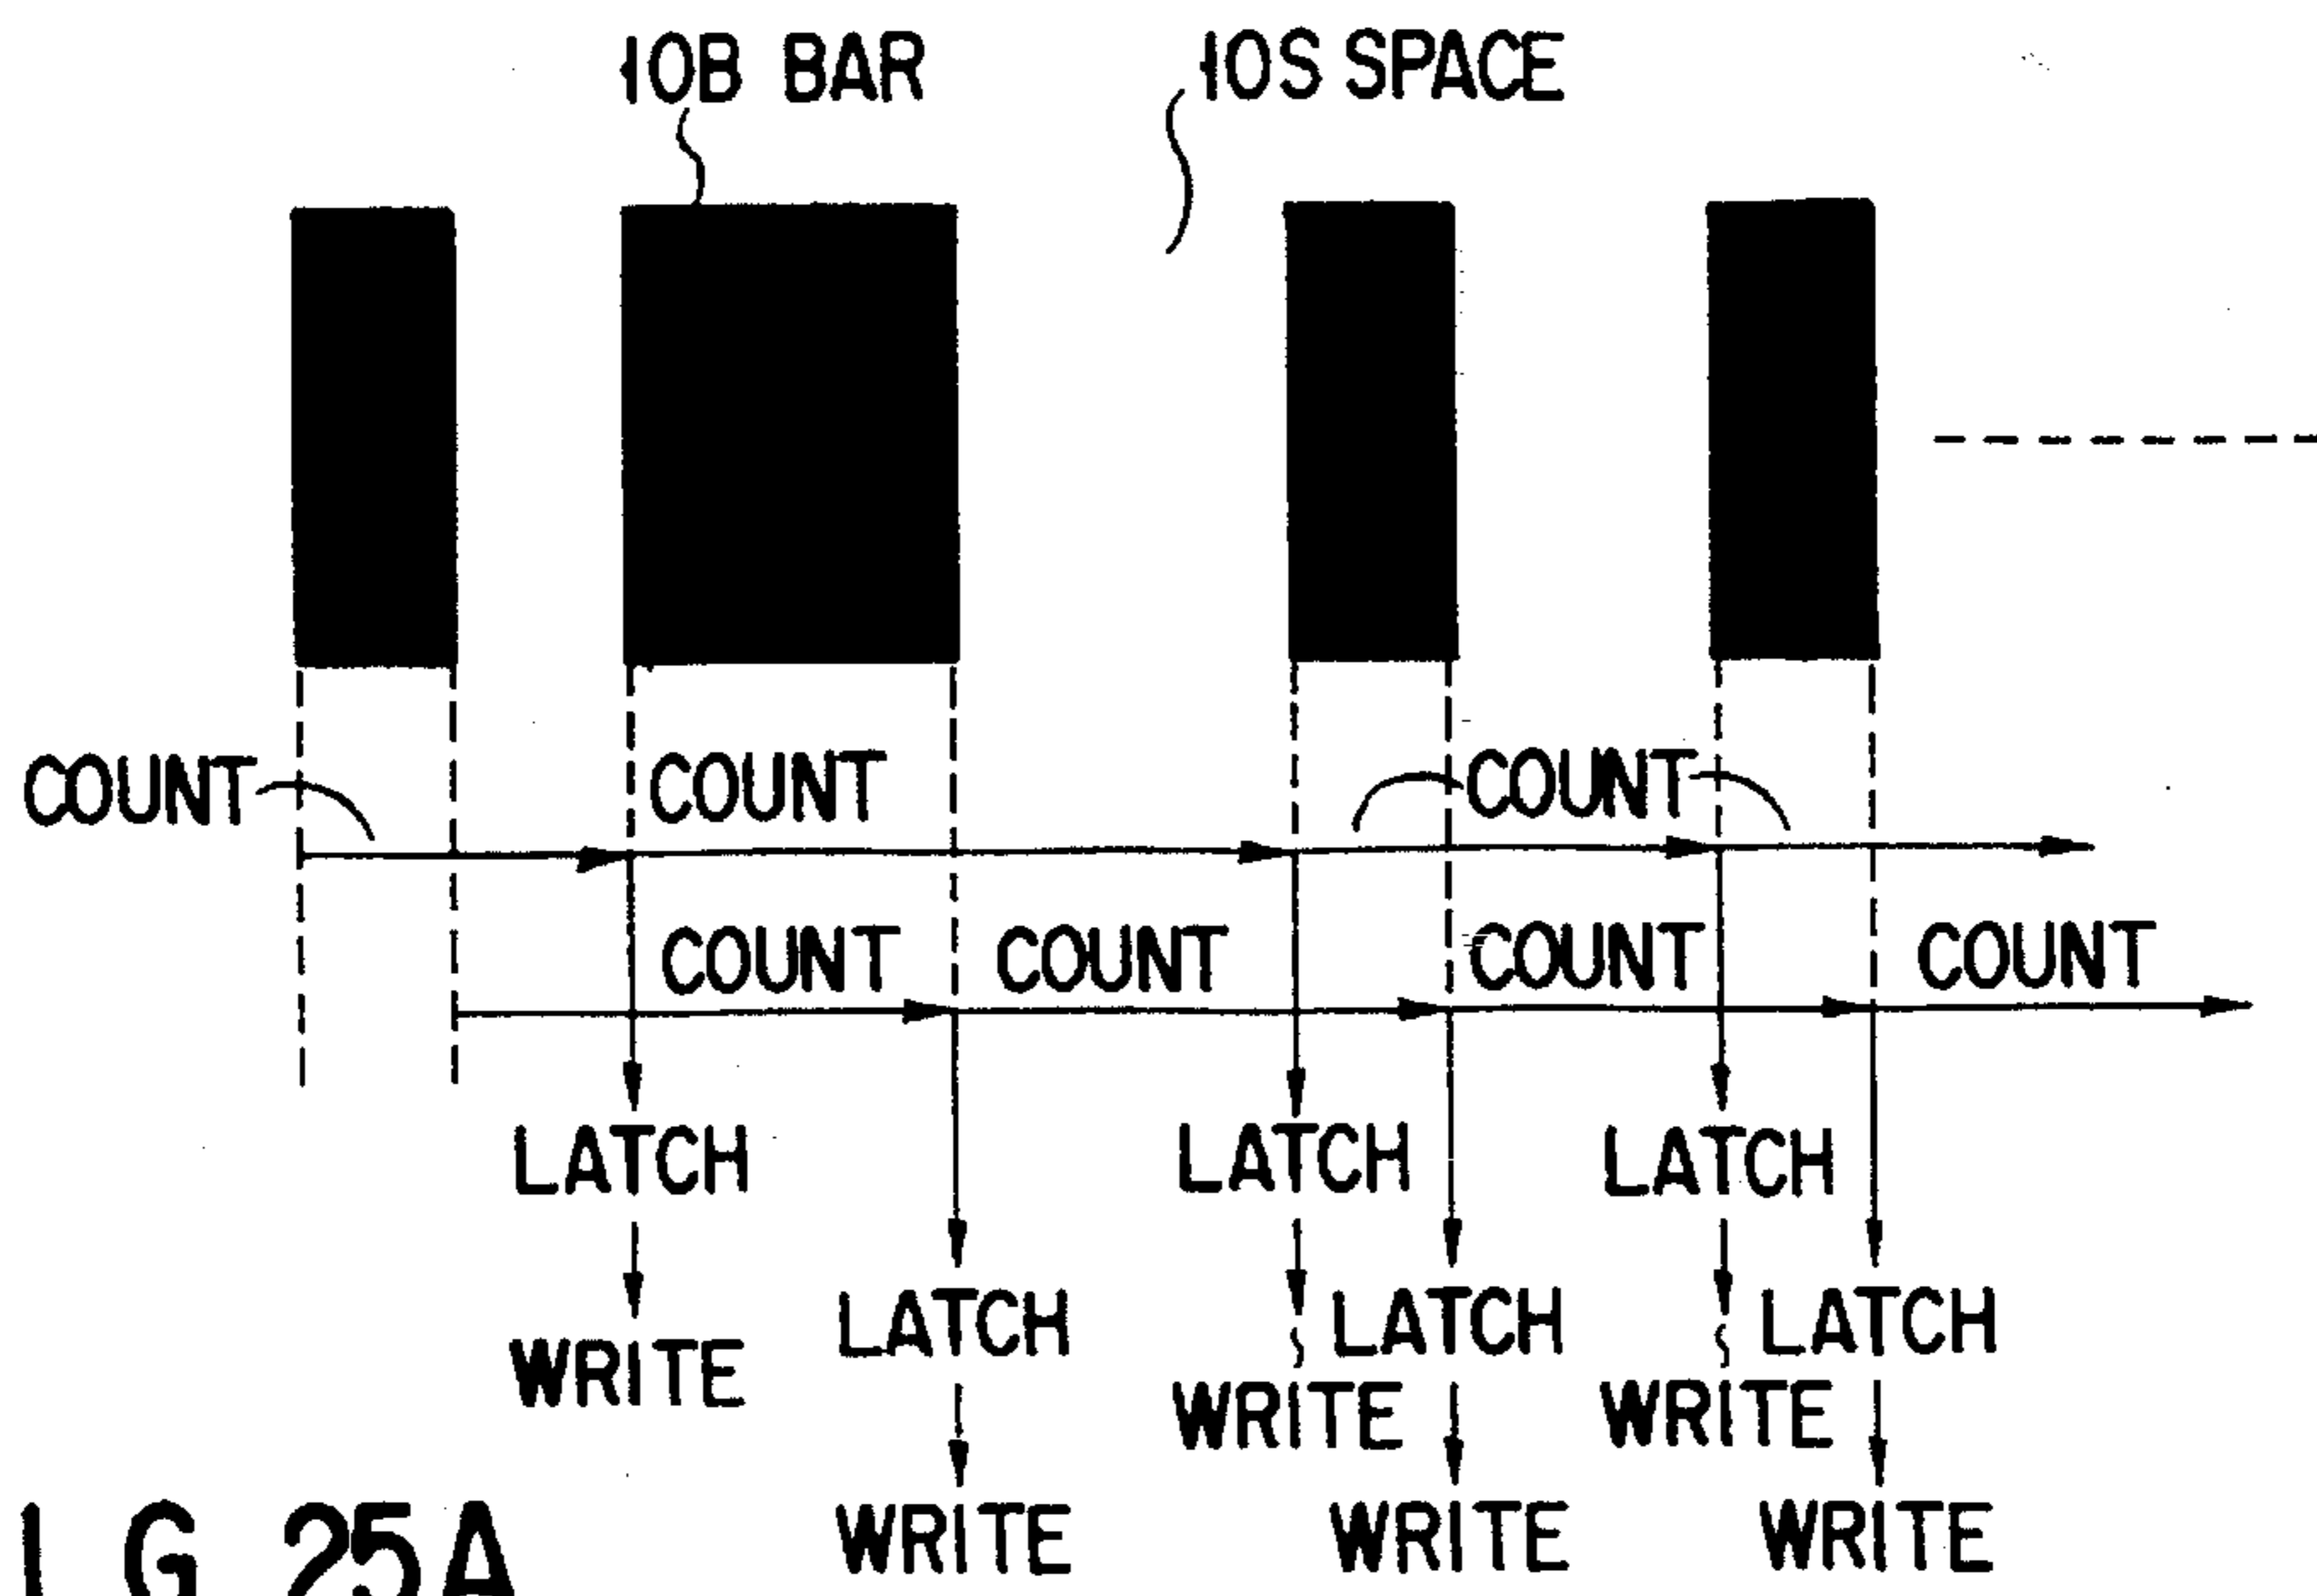 10B BAR 10S SPACE
COUNT COUNT COUNT
COUNT COUNT COUNT COUNT
LATCH LATCH LATCH
LATCH LATCH LATCH
WRITE
WRITE WRITE
WRITE WRITE WRITE
IG 25A